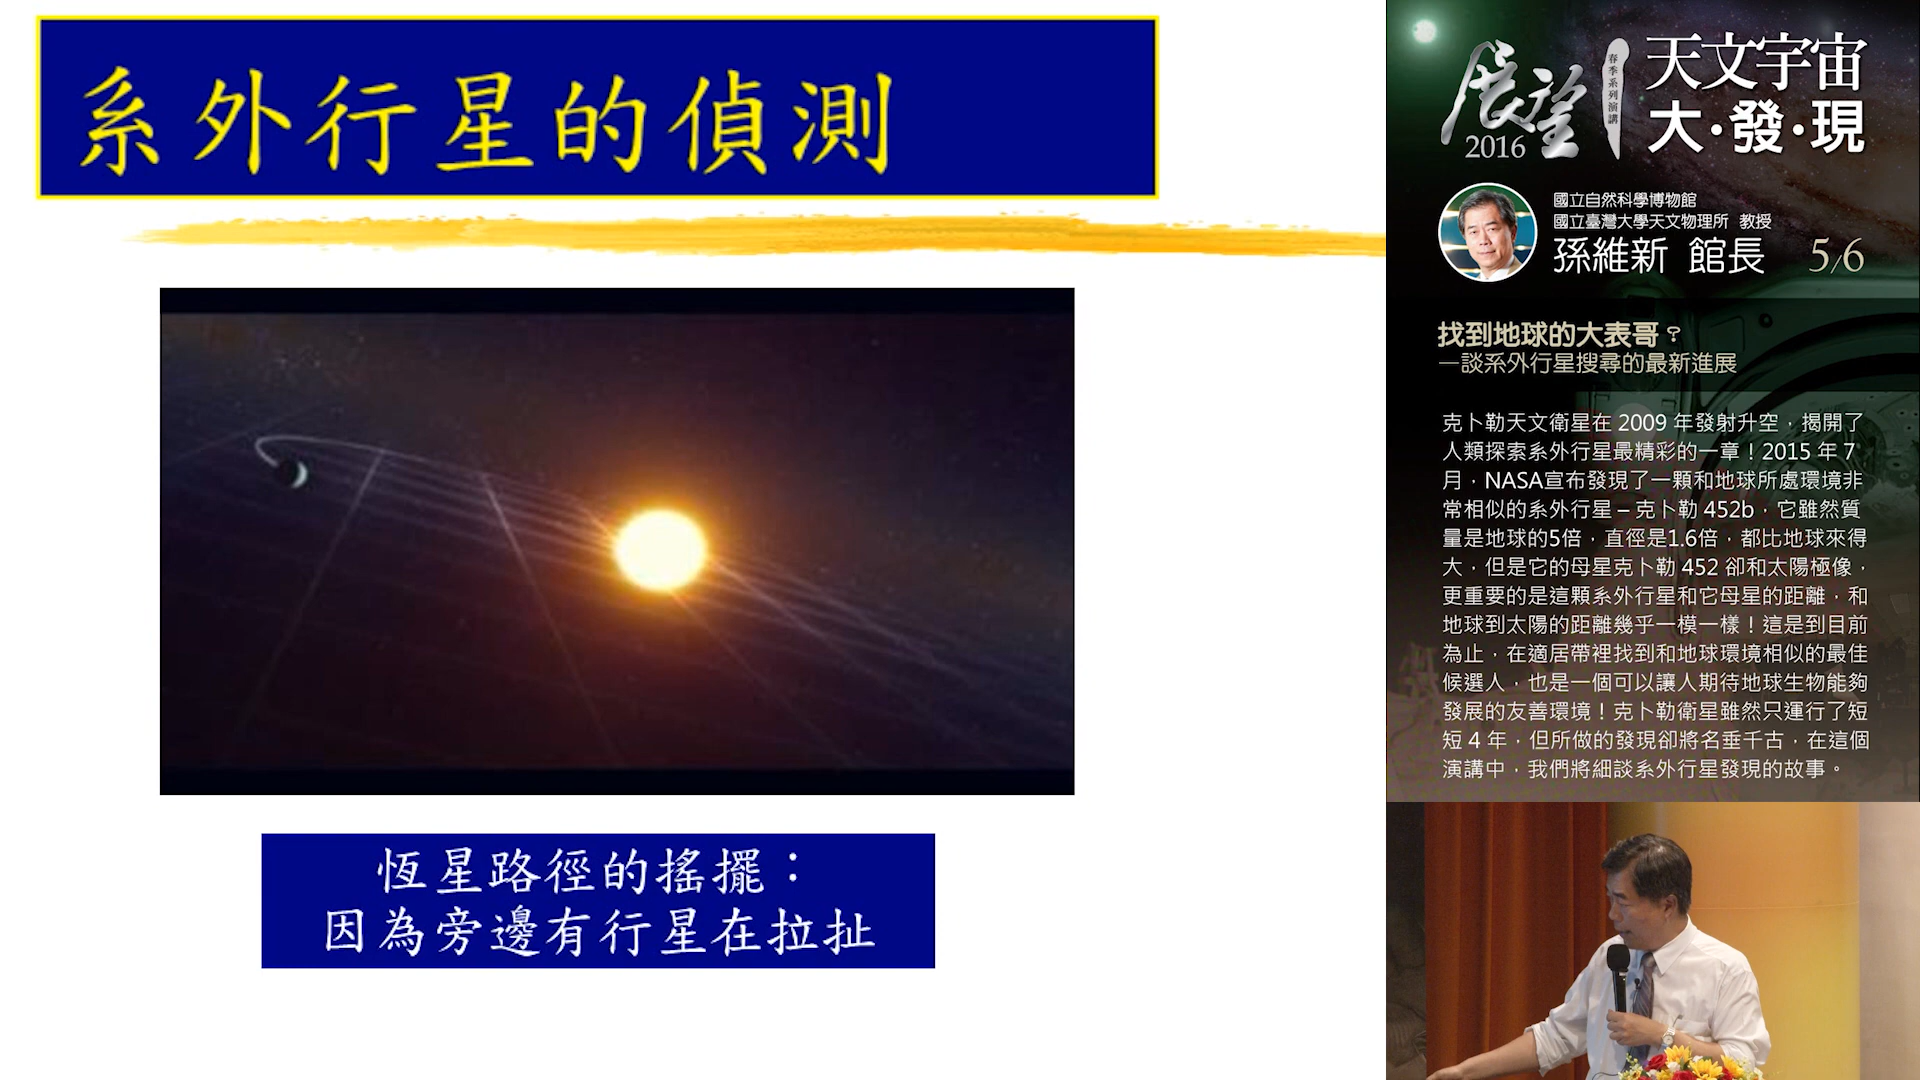 系外行星的偵測
恆星路徑的搖擺：
因為旁邊有行星在拉扯
展望
2016
春季系列演講
天文宇宙
大·發·現
國立自然科學博物館
國立臺灣大學天文物理所 教授
孫維新 館長 5/6
找到地球的大表哥？
—談系外行星搜尋的最新進展
克卜勒天文衛星在 2009 年發射升空，揭開了
人類探索系外行星最精彩的一章！2015 年 7
月，NASA宣布發現了一顆和地球所處環境非
常相似的系外行星 – 克卜勒 452b，它雖然質
量是地球的5倍，直徑是1.6倍，都比地球來得
大，但是它的母星克卜勒 452 卻和太陽極像，
更重要的是這顆系外行星和它母星的距離，和
地球到太陽的距離幾乎一模一樣！這是到目前
為止，在適居帶裡找到和地球環境相似的最佳
候選人，也是一個可以讓人期待地球生物能夠
發展的友善環境！克卜勒衛星雖然只運行了短
短 4 年，但所做的發現卻將名垂千古，在這個
演講中，我們將細談系外行星發現的故事。